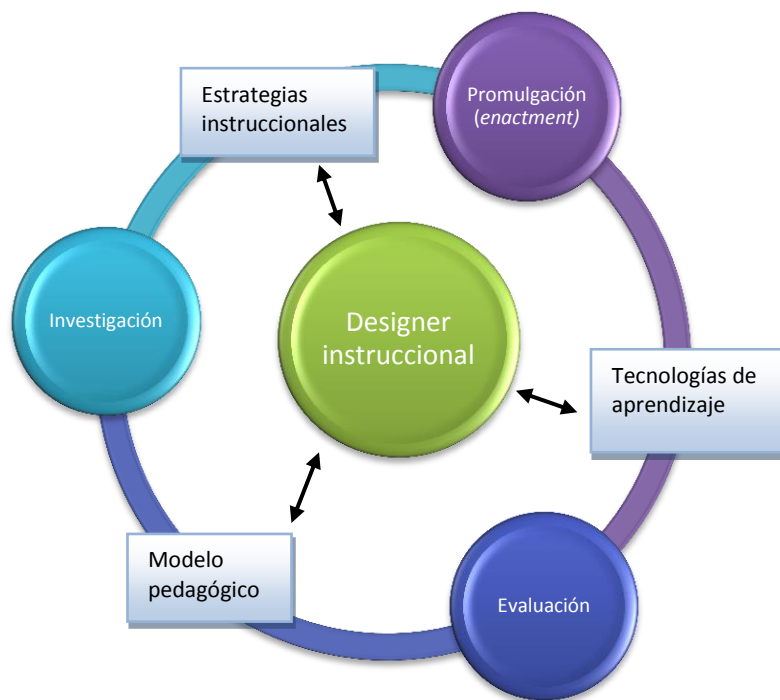 Promulgación
(enactment)
Estrategias
instruccionales
Investigación
Designer
instruccional
Tecnologías de
aprendizaje
Modelo
pedagógico
Evaluación